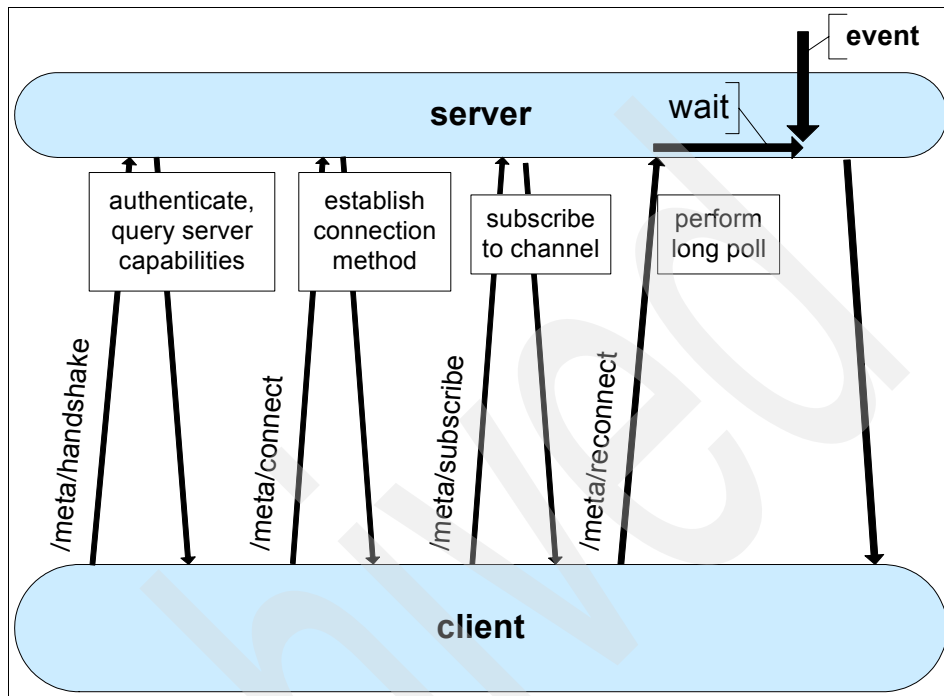 event
server
wait
authenticate,
query server
capabilities
establish
connection
method
subscribe
to channel
perform
long poll
/meta/handshake
/meta/connect
/meta/subscribe
/meta/reconnect
client
hived